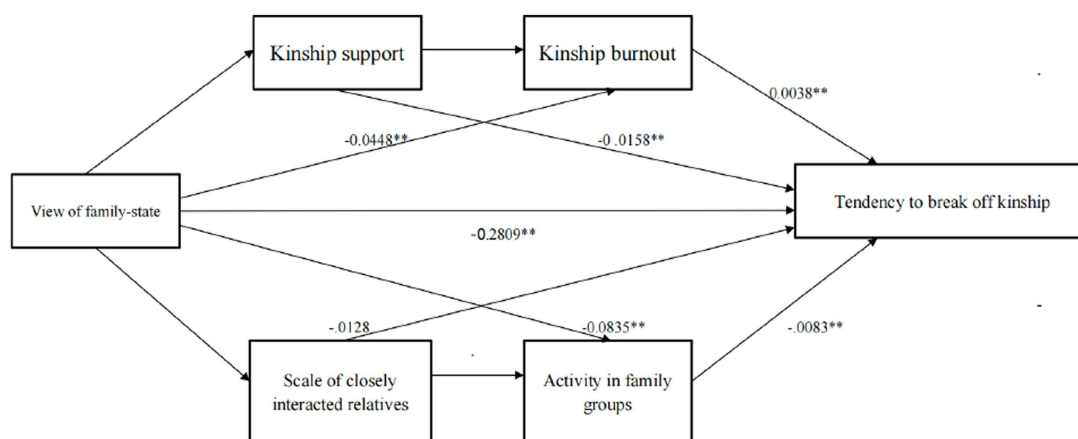 Kinship support
Kinship burnout
0.0038**
-0.0448**
-0 .0158**
View of family-state
Tendency to break off kinship
-0.2809**
-.0128
-0.0835**
-.0083**
Scale of closely
interacted relatives
Activity in family
groups